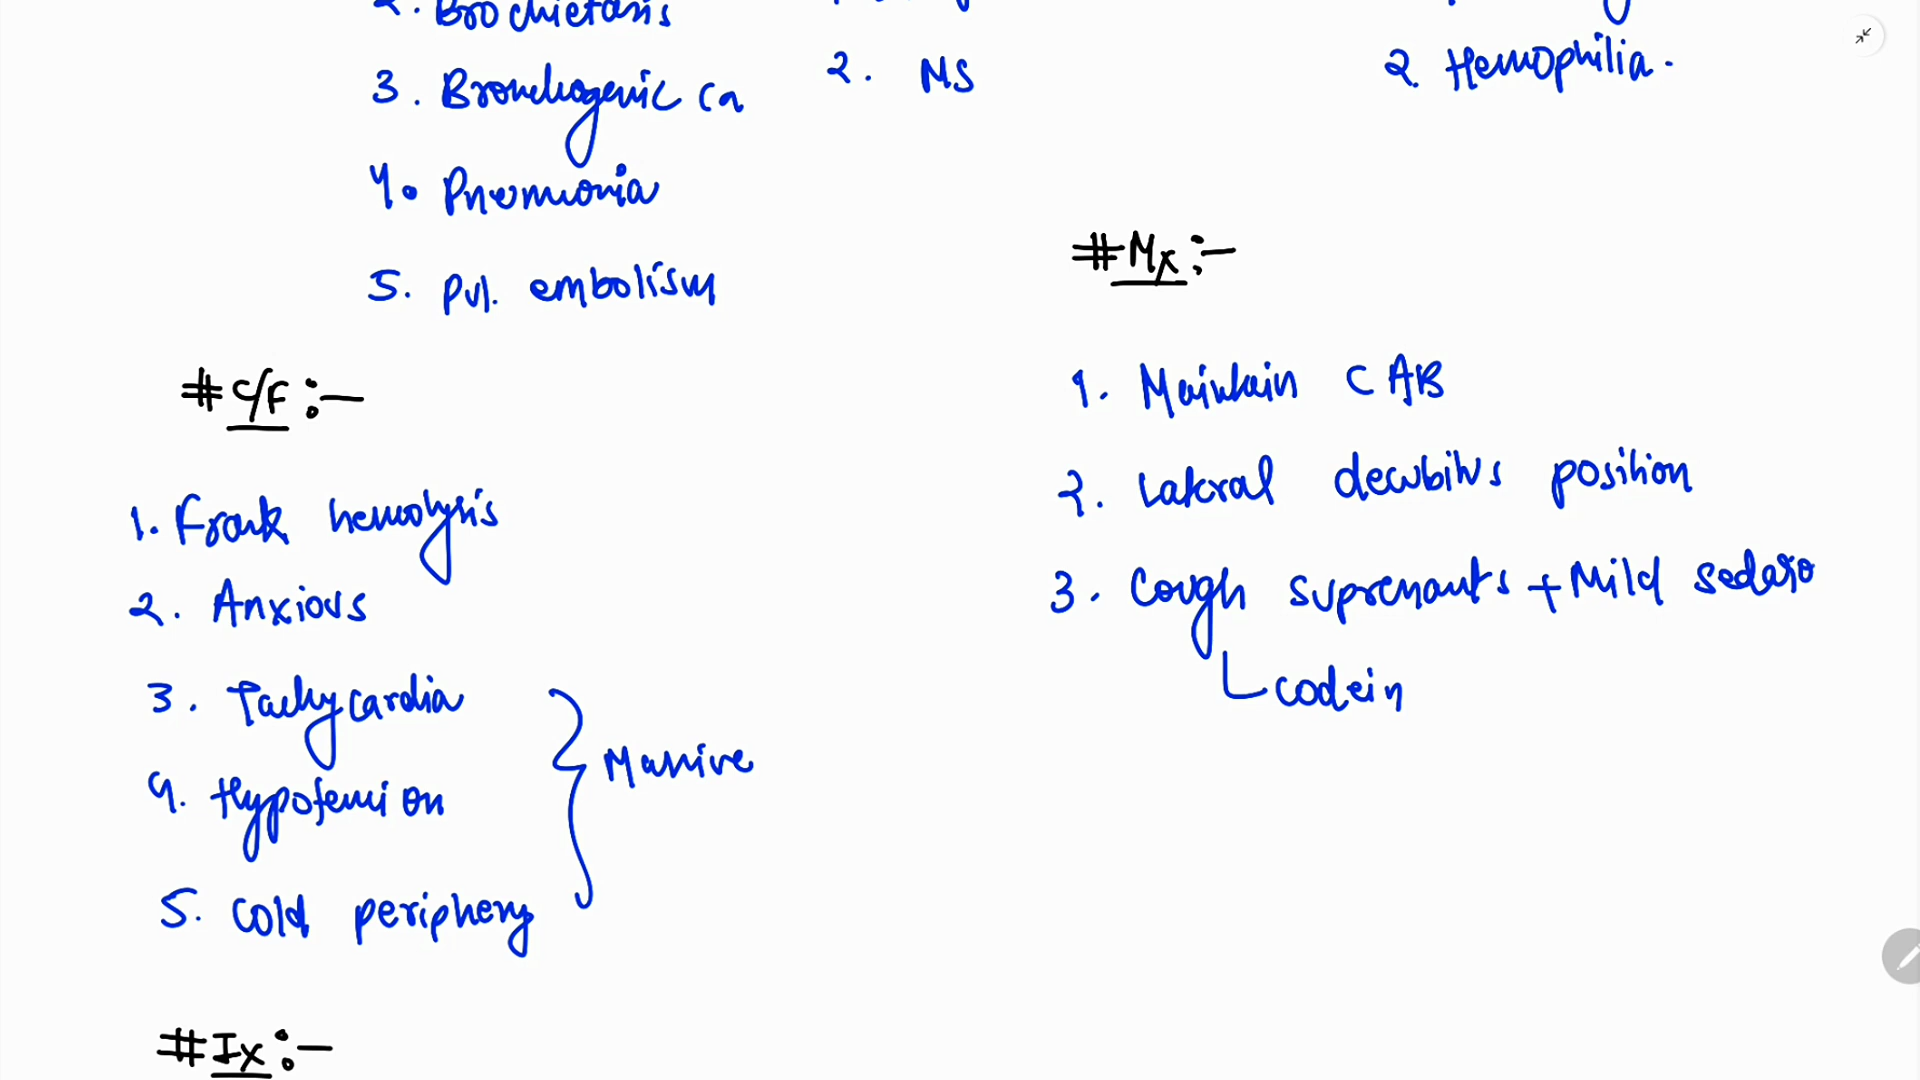 2. Brochietasis
3. Bronchogenic ca
4. Pneumonia
5. pul. embolism
2. MS
2. Hemophilia.
#C/F:-
1. Frank hemolysis
2. Anxious
3. Tachycardia
4. Hypotension
5. Cold periphery
Massive
#Ix:-
#Mx:-
1. Maintain CAB
2. Lateral decubitus position
3. Cough supressants + Mild
codein